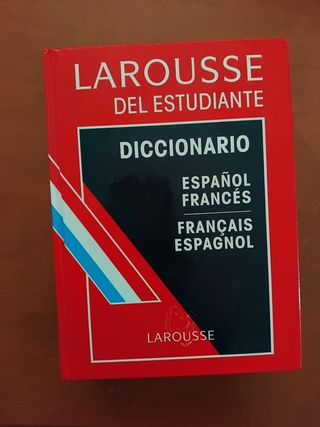 LAROUSSE
DEL ESTUDIANTE
DICCIONARIO
ESPAÑOL
FRANCÉS
FRANÇAIS
ESPAGNOL
LAROUSSE